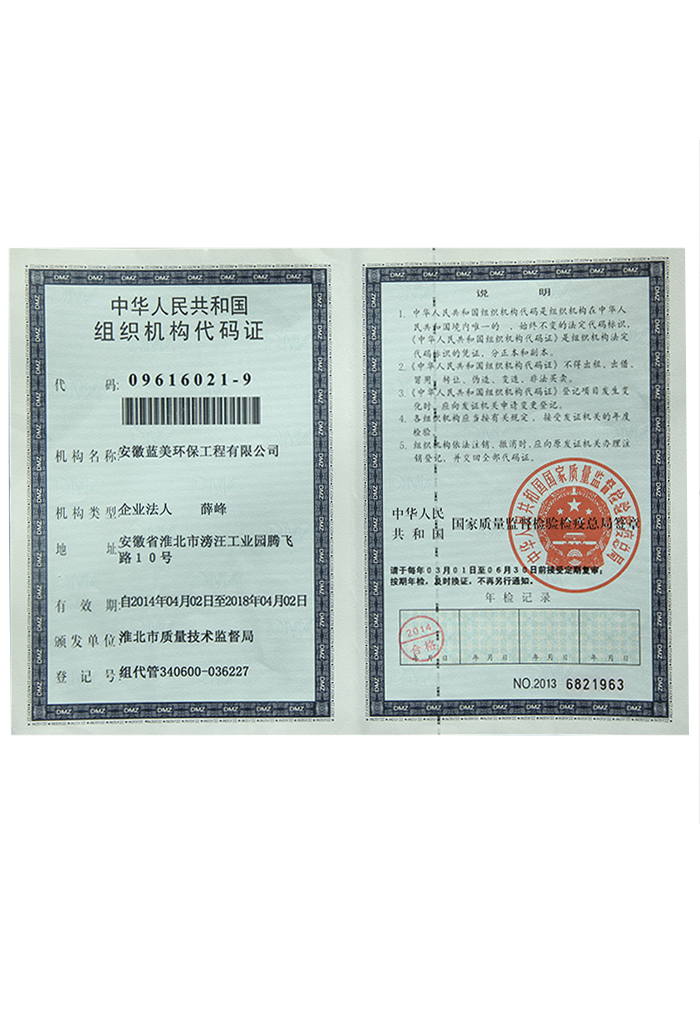 中华人民共和国
组织机构代码证
代 码: 09616021-9
机构名称: 安徽蓝美环保工程有限公司
机构类型: 企业法人 薛峰
地 址: 安徽省淮北市滂汪工业园腾飞
路10号
有 效 期: 自2014年04月02日至2018年04月02日
颁发单位: 淮北市质量技术监督局
登 记 号: 组代管340600-036227
说 明
1. 中华人民共和国组织机构代码是组织机构在中华人
民共和国境内唯一的、始终不变的法定代码标识，
《中华人民共和国组织机构代码证》是组织机构法定
代码标识的凭证，分正本和副本。
2. 《中华人民共和国组织机构代码证》不得出租、出借、
冒用、转让、伪造、变造、非法买卖。
3. 《中华人民共和国组织机构代码证》登记项目发生变
化时，应向发证机关申请变更登记。
4. 各组织机构应当按有关规定，接受发证机关的年度
检验。
5. 组织机构依法注销、撤消时，应向原发证机关办理注
销登记，并交回全部代码证。
中华人民
共和国 国家质量监督检验检疫总局签章
中华人民共和国国家质量监督检验检疫总局
请于每年03月01日至06月30日前接受定期复审；
按期年检，及时换证，不再另行通知。
年检记录
2014
合格
年 月 日 年 月 日 年 月 日 年 月 日
NO.2013 6821963